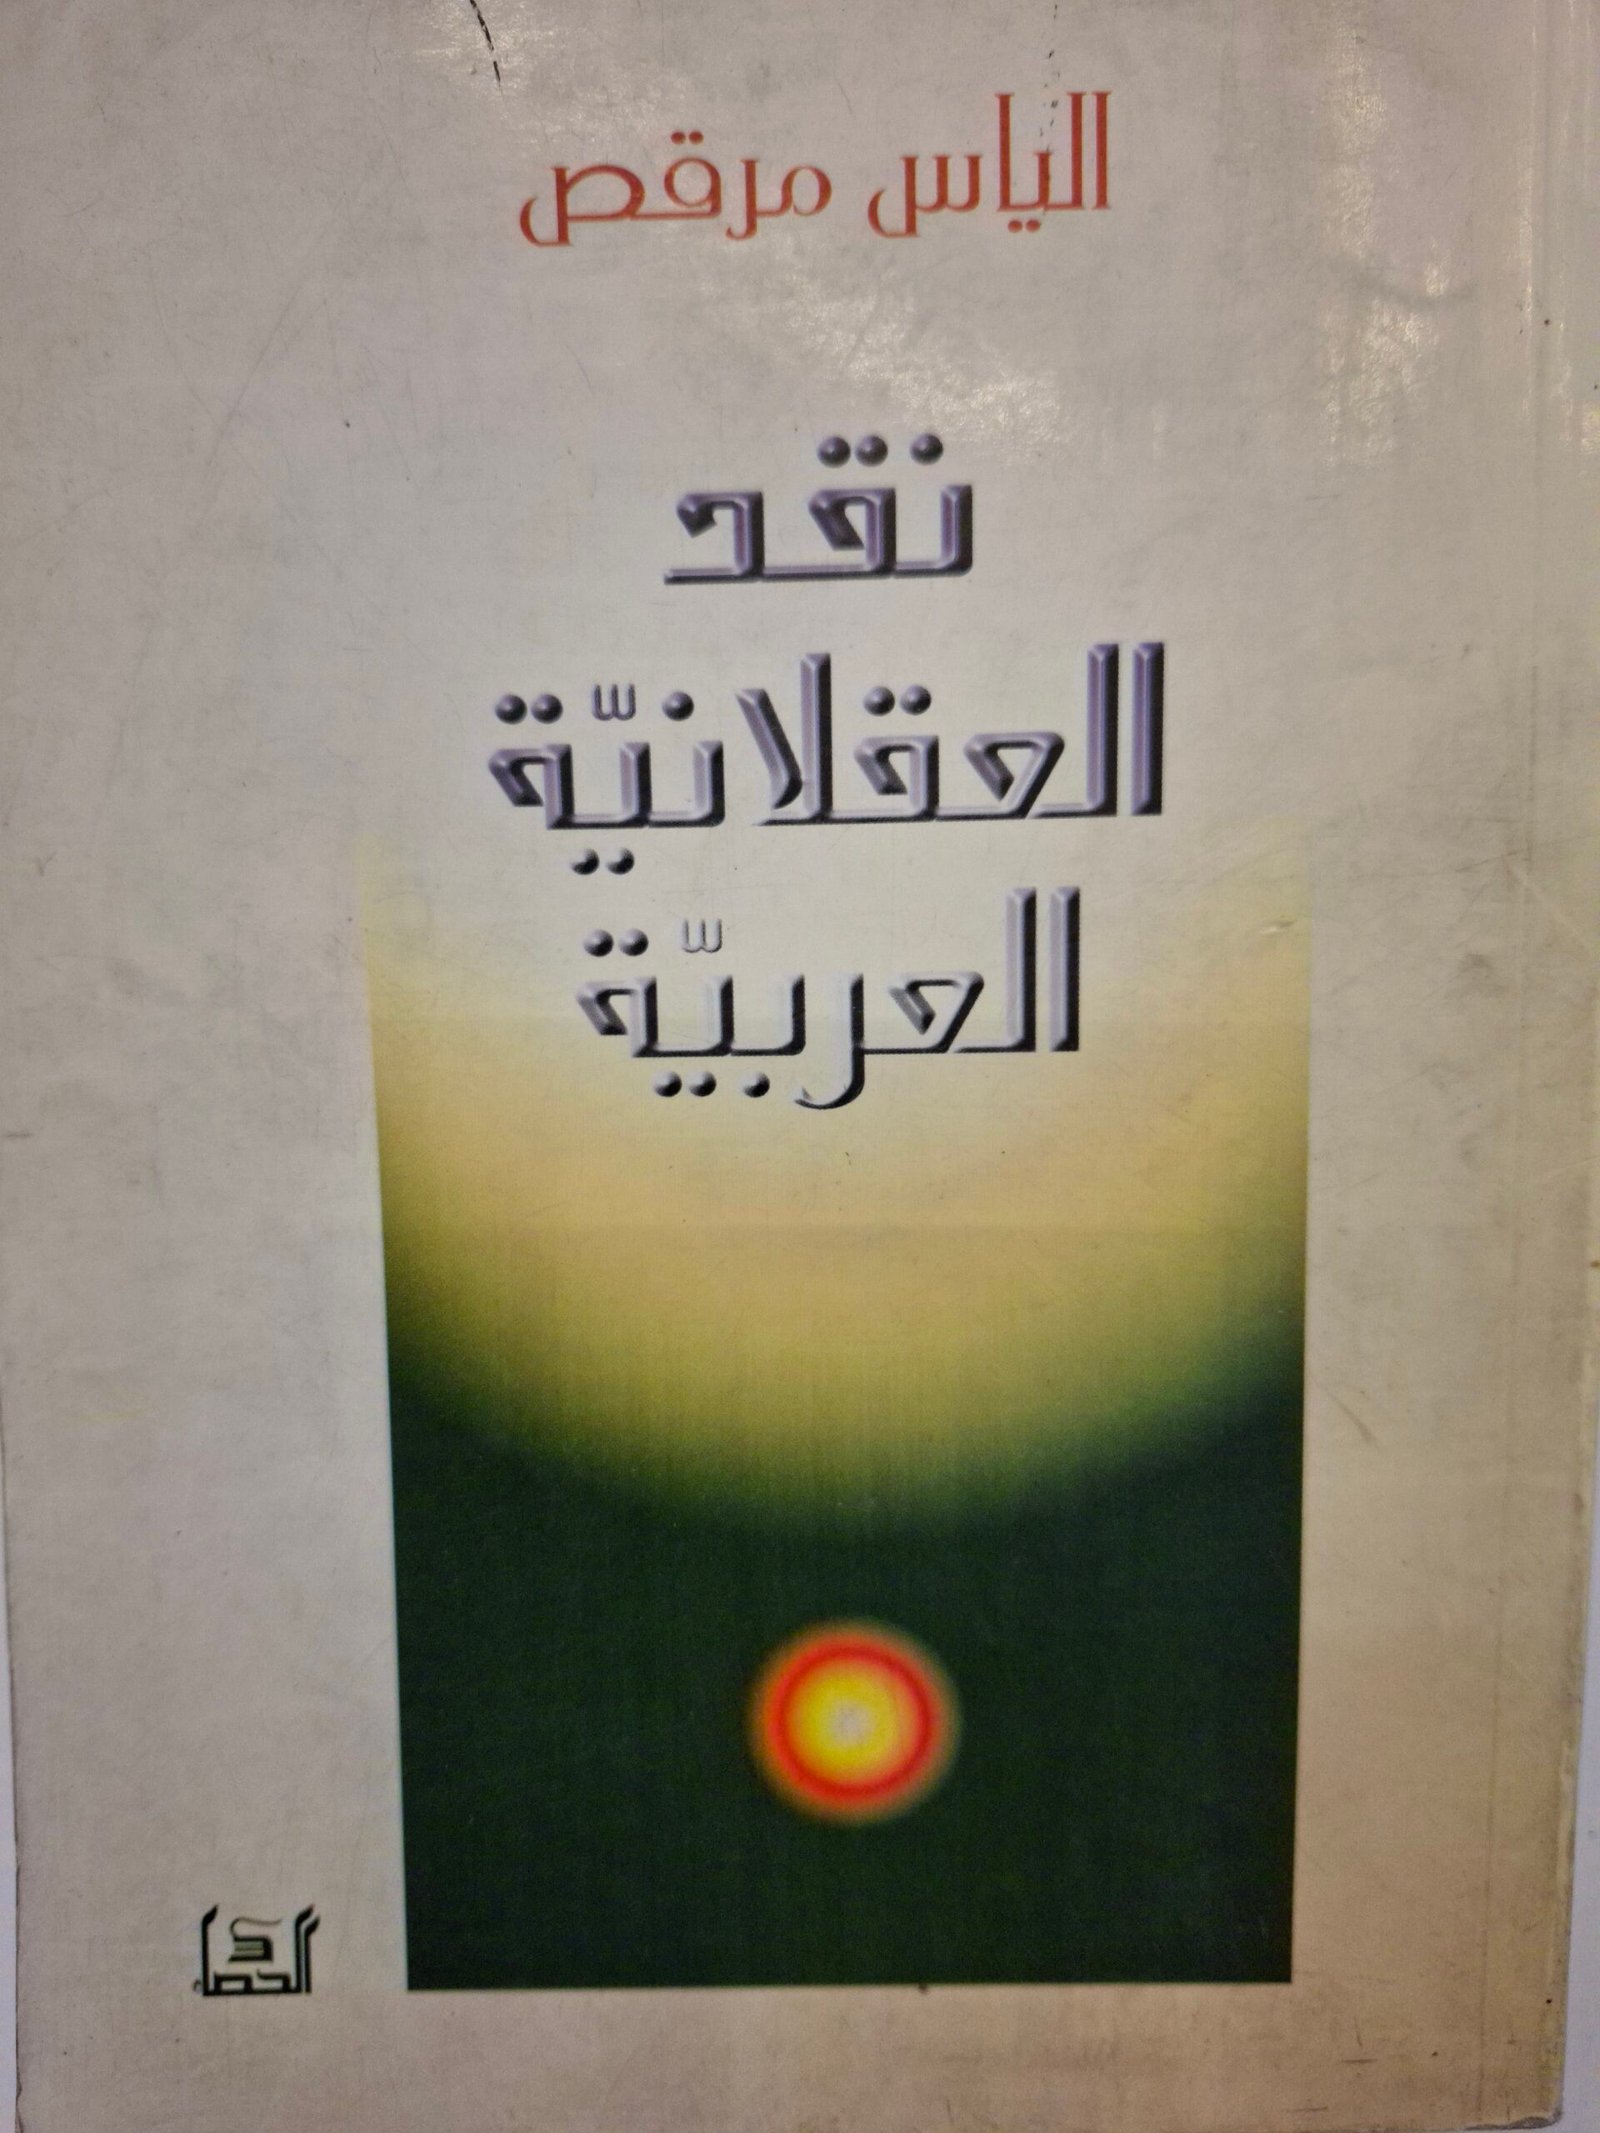 الياس مرقص
نقد
العقلانيّة
العربيّة